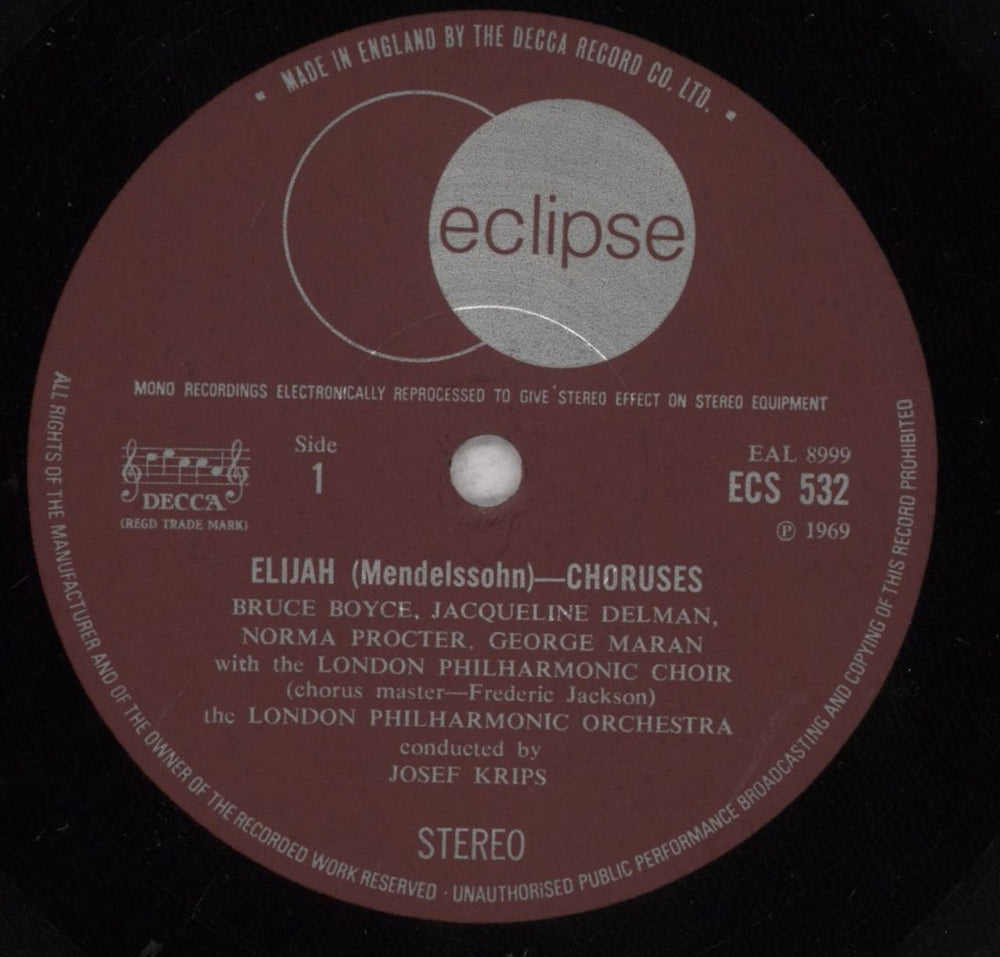 ▪ MADE IN ENGLAND BY THE DECCA RECORD CO. LTD. ▪
eclipse
MONO RECORDINGS ELECTRONICALLY REPROCESSED TO GIVE STEREO EFFECT ON STEREO EQUIPMENT
DECCA
(REGD. TRADE MARK)
Side
1
EAL 8999
ECS 532
Ⓟ 1969
ELIJAH (Mendelssohn)—CHORUSES
BRUCE BOYCE, JACQUELINE DELMAN,
NORMA PROCTER, GEORGE MARAN
with the LONDON PHILHARMONIC CHOIR
(chorus master—Frederic Jackson)
the LONDON PHILHARMONIC ORCHESTRA
conducted by
JOSEF KRIPS
STEREO
ALL RIGHTS OF THE MANUFACTURER AND OF THE OWNER OF THE RECORDED WORK RESERVED · UNAUTHORISED PUBLIC PERFORMANCE BROADCASTING AND COPYING OF THIS RECORD PROHIBITED